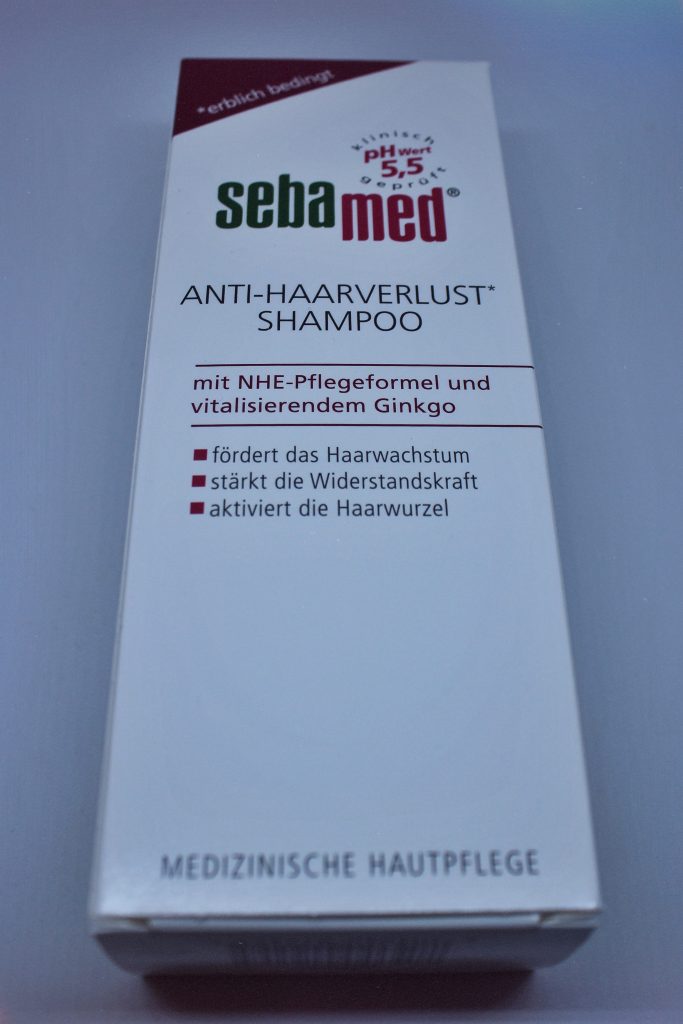 *erblich bedingt
klinisch
pH Wert
5,5
geprüft
sebamed®
ANTI-HAARVERLUST*
SHAMPOO
mit NHE-Pflegeformel und
vitalisierendem Ginkgo
fördert das Haarwachstum
stärkt die Widerstandskraft
aktiviert die Haarwurzel
MEDIZINISCHE HAUTPFLEGE